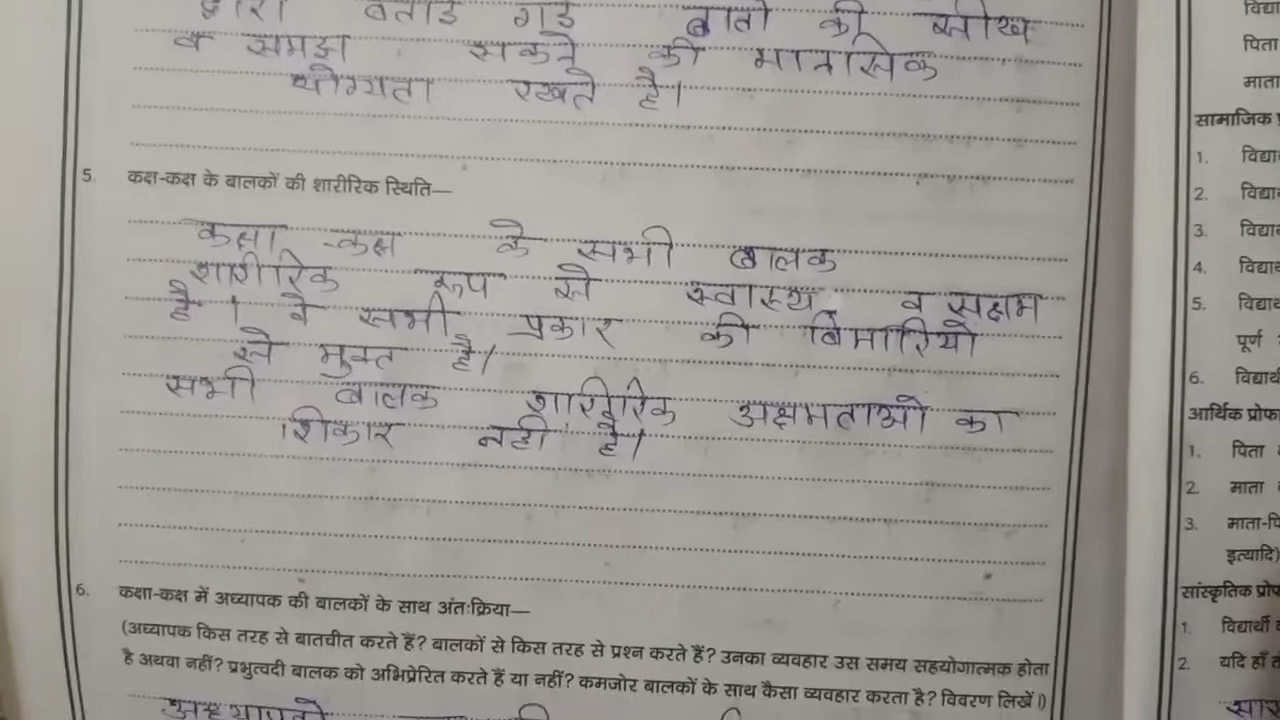 द्वारा बताई गई बातो को सीख
व समझ सकने की मानसिक
योग्यता रखते है।
5. कक्ष-कक्ष के बालकों की शारीरिक स्थिति—
कक्षा -कक्ष के सभी बालक
शारीरिक रूप से स्वास्थ्य व सक्षम
है। वे सभी प्रकार की बिमारियो
से मुक्त है।
सभी बालक शारिरिक अक्षमताओ का
शिकार नही है।
6. कक्षा-कक्ष में अध्यापक की बालकों के साथ अंतःक्रिया—
(अध्यापक किस तरह से बातचीत करते हैं? बालकों से किस तरह से प्रश्न करते हैं? उनका व्यवहार उस समय सहयोगात्मक होता
है अथवा नहीं? प्रभुत्वदी बालक को अभिप्रेरित करते हैं या नहीं? कमजोर बालकों के साथ कैसा व्यवहार करता है? विवरण लिखें।)
पिता
माता
सामाजिक
1.
2.
3.
4.
5.
पूर्ण
6. विद्यार्थी
आर्थिक
1. पिता
2. माता
3.
इत्यादि)
सांस्कृतिक
1. विद्यार्थी
2. यदि हाँ